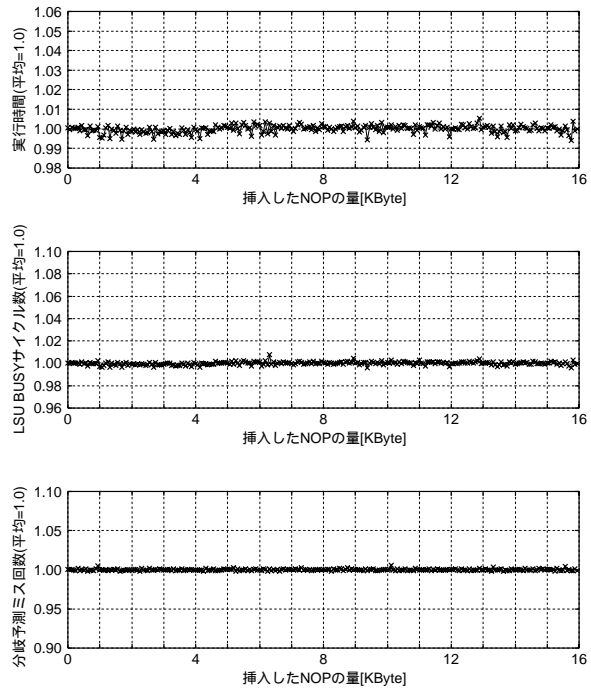 実行時間(平均=1.0)
1.06
1.05
1.04
1.03
1.02
1.01
1.00
0.99
0.98
0 4 8 12 16
挿入したNOPの量[KByte]
LSU BUSYサイクル数(平均=1.0)
1.10
1.08
1.06
1.04
1.02
1.00
0.98
0.96
0 4 8 12 16
挿入したNOPの量[KByte]
分岐予測ミス回数(平均=1.0)
1.10
1.05
1.00
0.95
0.90
0 4 8 12 16
挿入したNOPの量[KByte]